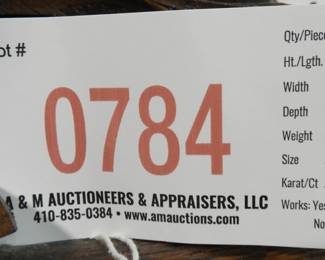 ot #
0784
& M AUCTIONEERS & APPRAISERS, LLC
410-835-0384 • www.amauctions.com
Qty/Piece
Ht./Lgth.
Width
Depth
Weight
Size
Karat/Ct
Works: Yes
No